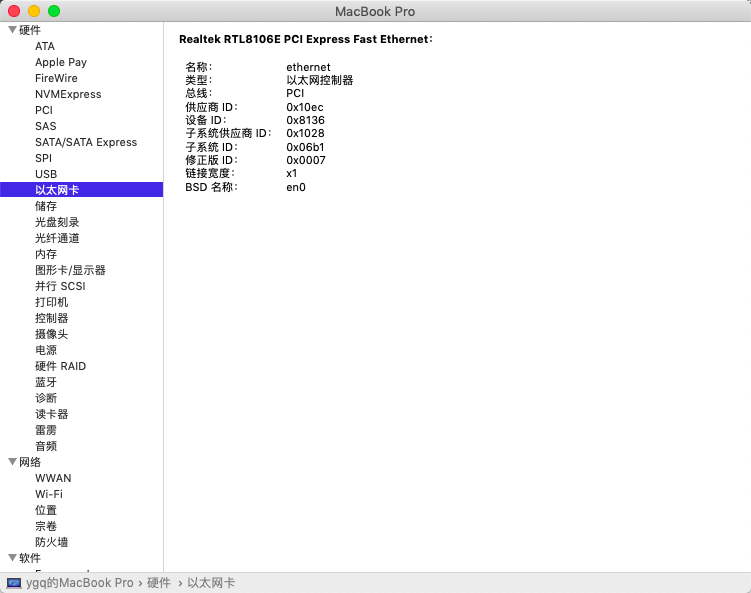 MacBook Pro
硬件
ATA
Apple Pay
FireWire
NVMExpress
PCI
SAS
SATA/SATA Express
SPI
USB
以太网卡
储存
光盘刻录
光纤通道
内存
图形卡/显示器
并行 SCSI
打印机
控制器
摄像头
电源
硬件 RAID
蓝牙
诊断
读卡器
雷雳
音频
网络
WWAN
Wi-Fi
位置
宗卷
防火墙
软件
Realtek RTL8106E PCI Express Fast Ethernet:
名称: ethernet
类型: 以太网控制器
总线: PCI
供应商 ID: 0x10ec
设备 ID: 0x8136
子系统供应商 ID: 0x1028
子系统 ID: 0x06b1
修正版 ID: 0x0007
链接宽度: x1
BSD 名称: en0
ygq的MacBook Pro › 硬件 › 以太网卡